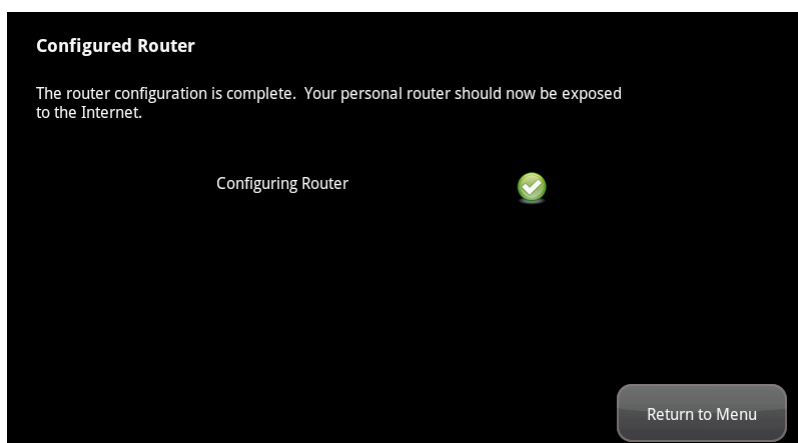 Configured Router
The router configuration is complete.  Your personal router should now be exposed
to the Internet.
Configuring Router
Return to Menu